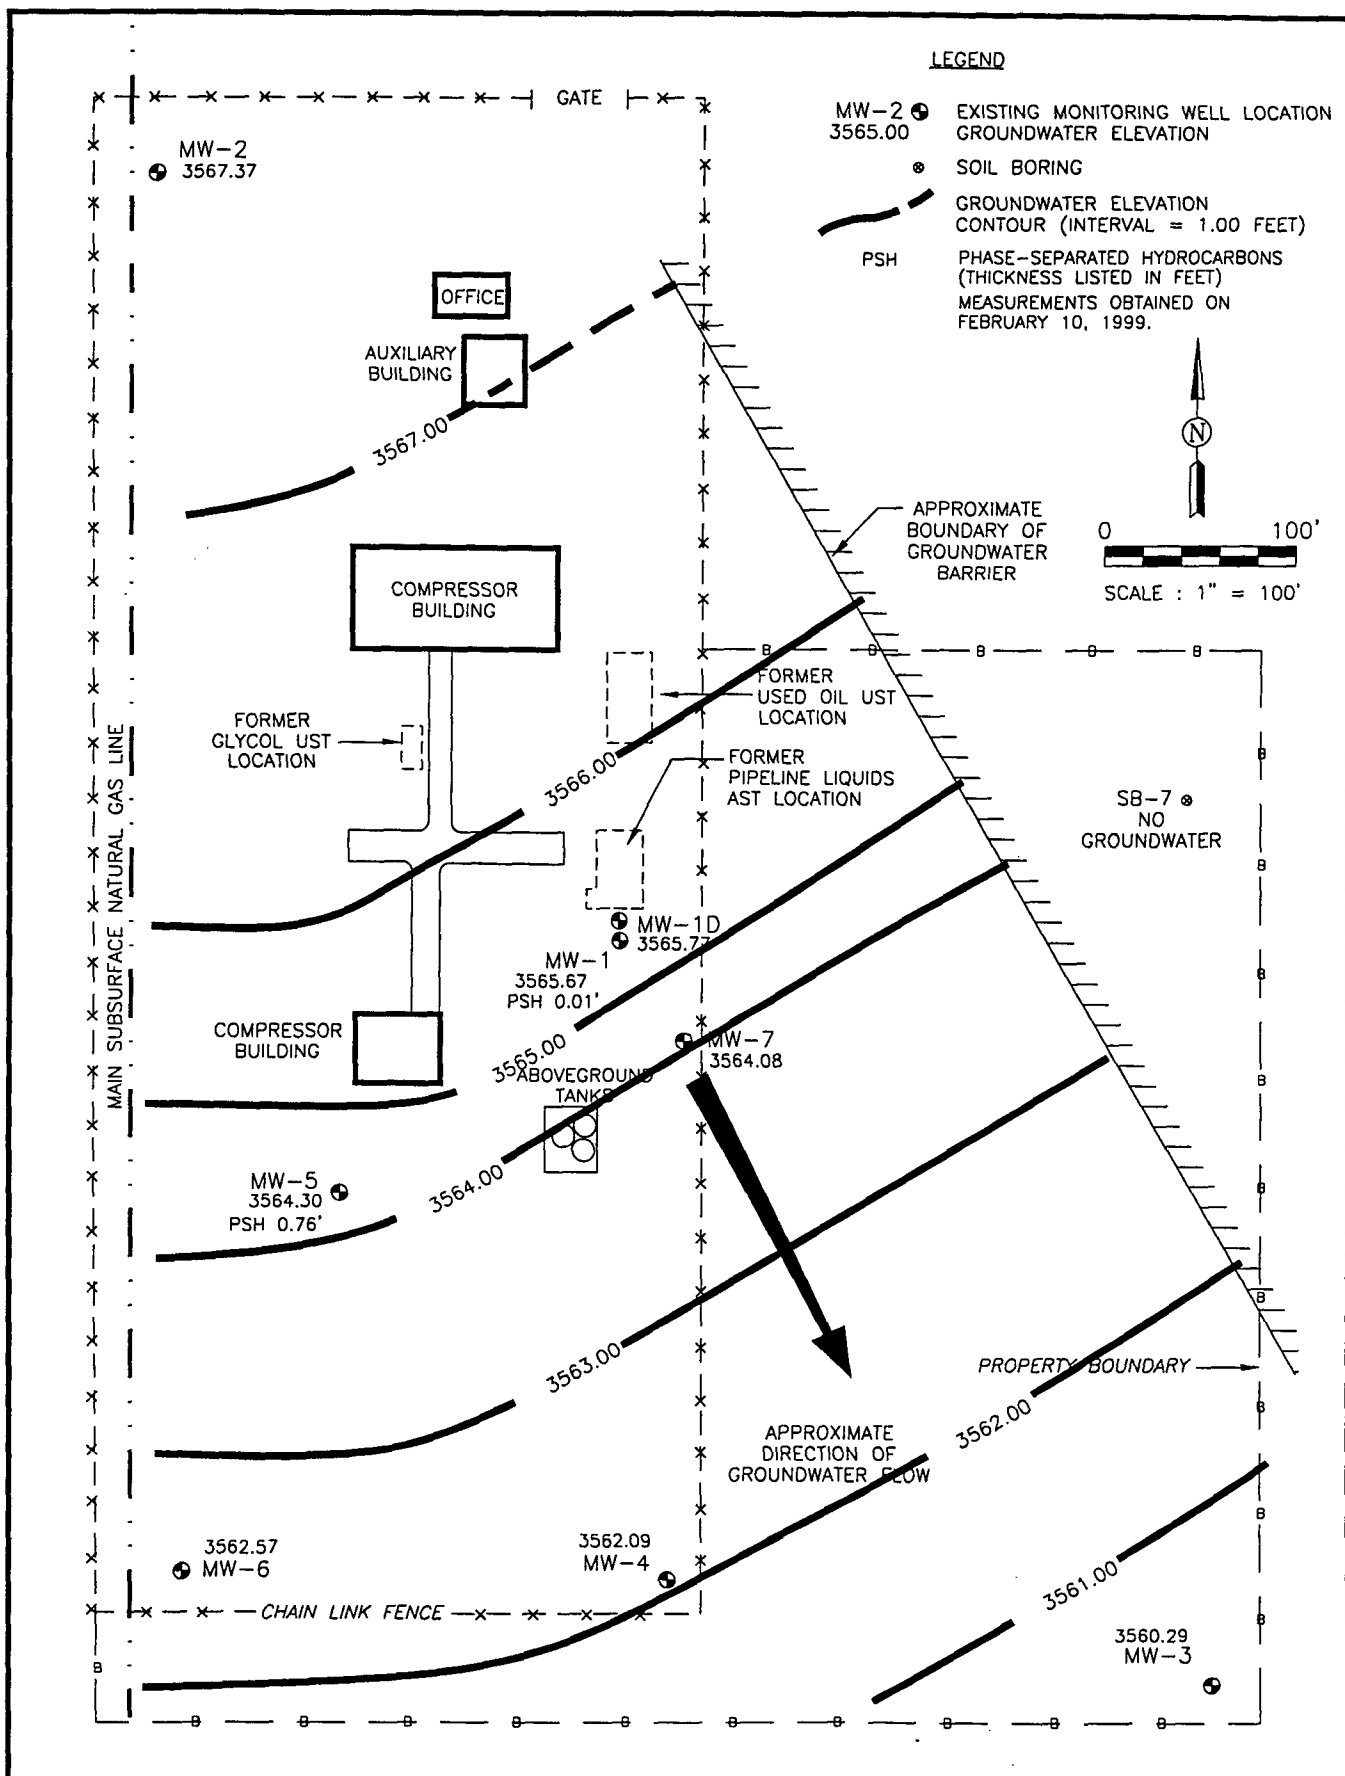 LEGEND
MW-2
3565.00
EXISTING MONITORING WELL LOCATION
GROUNDWATER ELEVATION
SOIL BORING
GROUNDWATER ELEVATION
CONTOUR (INTERVAL = 1.00 FEET)
PSH
PHASE-SEPARATED HYDROCARBONS
(THICKNESS LISTED IN FEET)
MEASUREMENTS OBTAINED ON
FEBRUARY 10, 1999.
N
0 100'
SCALE : 1" = 100'
GATE
MW-2
3567.37
OFFICE
AUXILIARY
BUILDING
3567.00
APPROXIMATE
BOUNDARY OF
GROUNDWATER
BARRIER
COMPRESSOR
BUILDING
FORMER
USED OIL UST
LOCATION
FORMER
GLYCOL UST
LOCATION
3566.00
FORMER
PIPELINE LIQUIDS
AST LOCATION
SB-7
NO
GROUNDWATER
MAIN SUBSURFACE NATURAL GAS LINE
MW-1D
3565.77
MW-1
3565.67
PSH 0.01'
COMPRESSOR
BUILDING
3565.00
MW-7
3564.08
ABOVEGROUND
TANKS
MW-5
3564.30
PSH 0.76'
3564.00
3563.00
PROPERTY BOUNDARY
3562.00
APPROXIMATE
DIRECTION OF
GROUNDWATER FLOW
3562.57
MW-6
3562.09
MW-4
3561.00
CHAIN LINK FENCE
3560.29
MW-3